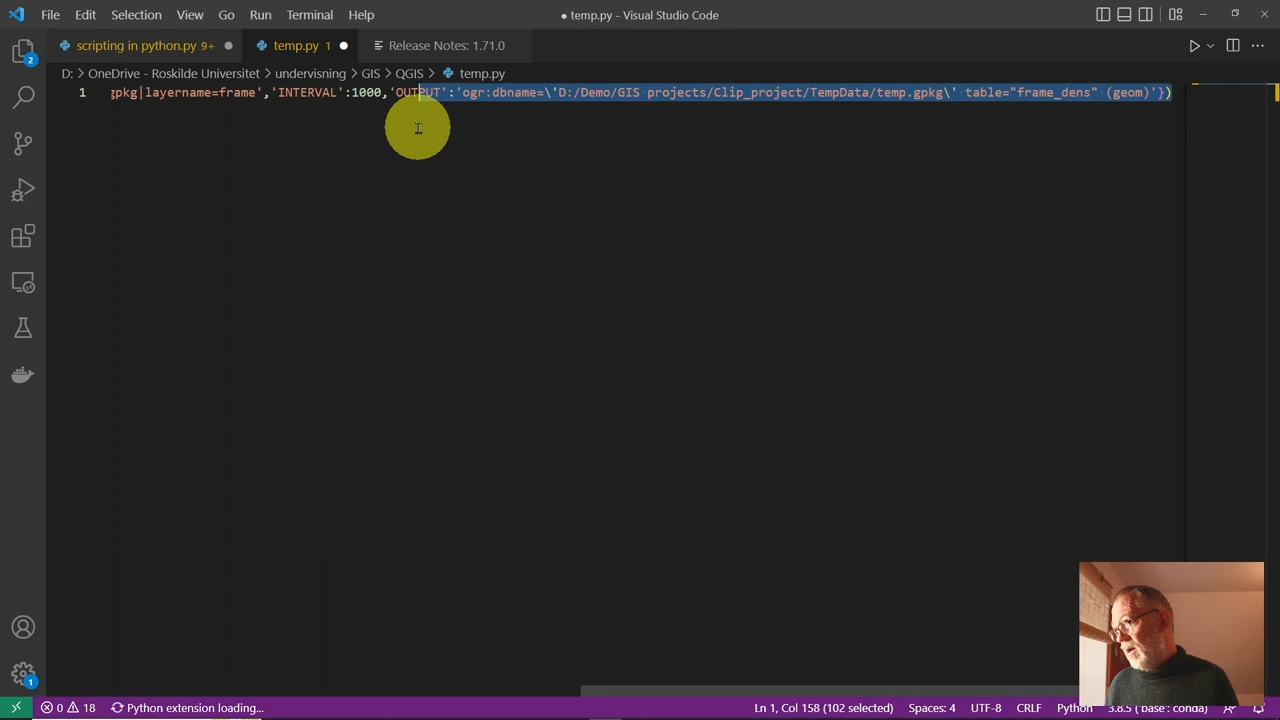 File Edit Selection View Go Run Terminal Help
● temp.py - Visual Studio Code
scripting in python.py 9+ ● temp.py 1 ● Release Notes: 1.71.0
D: > OneDrive - Roskilde Universitet > undervisning > GIS > QGIS > temp.py
1 gpkg|layername=frame','INTERVAL':1000,'OUTPUT':'ogr:dbname=\'D:/Demo/GIS projects/Clip_project/TempData/temp.gpkg\' table="frame_dens" (geom)'})
2
1
0 18 Python extension loading... Ln 1, Col 158 (102 selected) Spaces: 4 UTF-8 CRLF Python 3.8.5 ('base': conda)